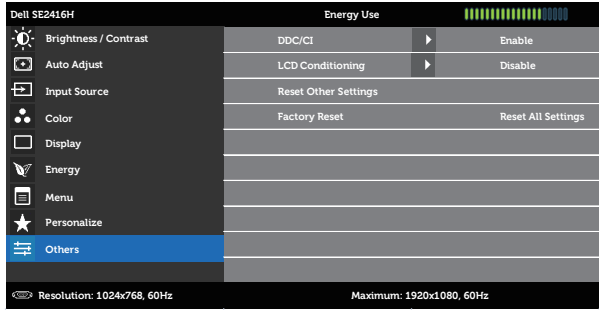 Dell SE2416H Energy Use
Brightness / Contrast DDC/CI Enable
Auto Adjust LCD Conditioning Disable
Input Source Reset Other Settings
Color Factory Reset Reset All Settings
Display
Energy
Menu
Personalize
Others
Resolution: 1024x768, 60Hz Maximum: 1920x1080, 60Hz